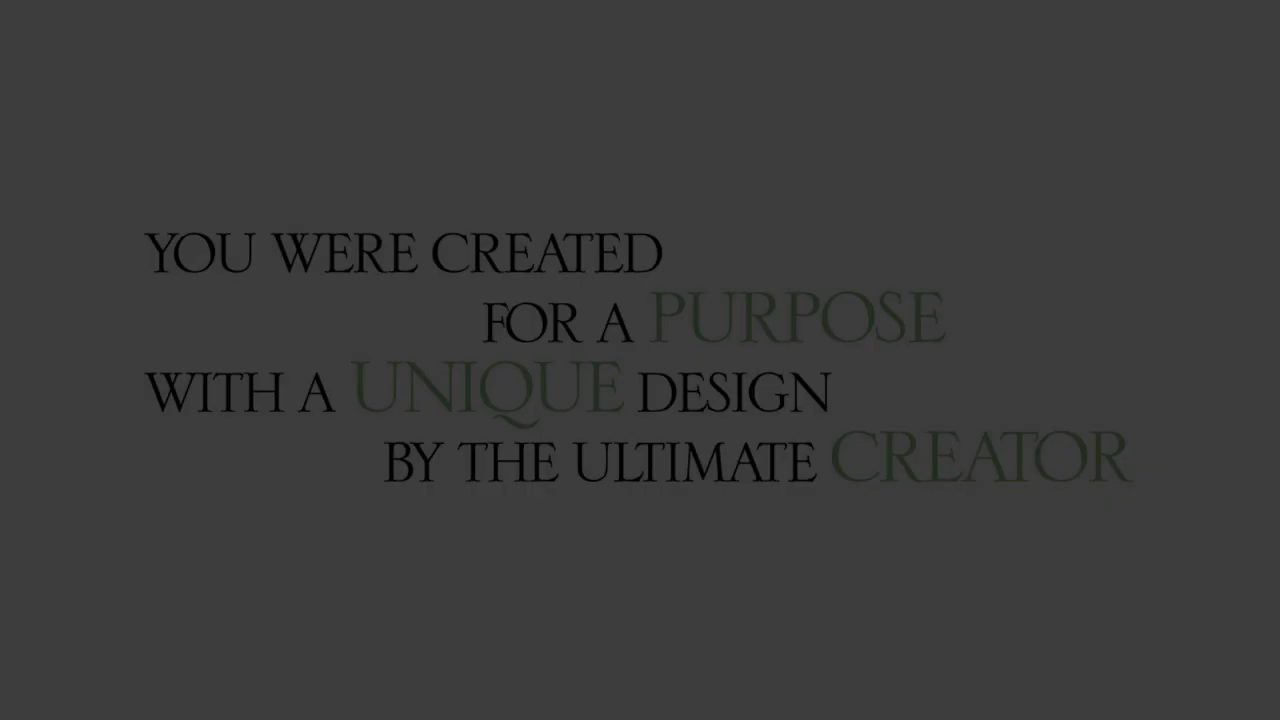 YOU WERE CREATED
FOR A PURPOSE
WITH A UNIQUE DESIGN
BY THE ULTIMATE CREATOR